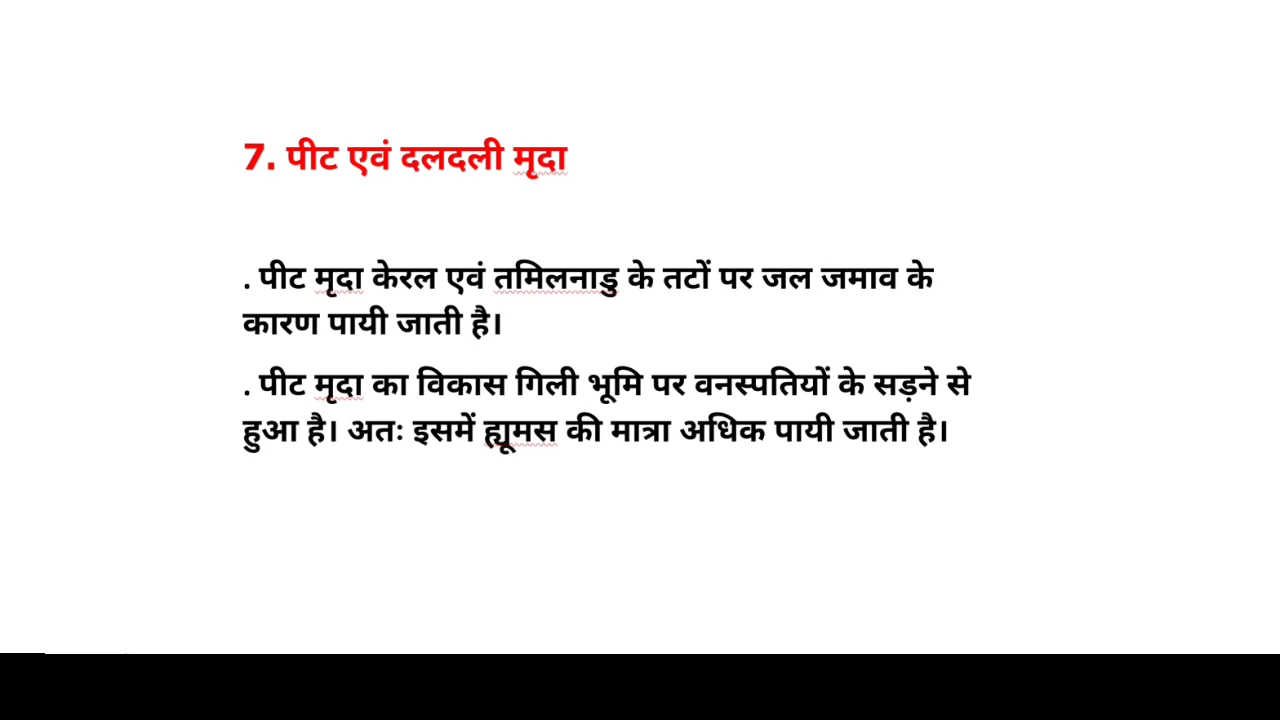 7. पीट एवं दलदली मृदा
. पीट मृदा केरल एवं तमिलनाडु के तटों पर जल जमाव के
कारण पायी जाती है।
. पीट मृदा का विकास गिली भूमि पर वनस्पतियों के सड़ने से
हुआ है। अतः इसमें ह्यूमस की मात्रा अधिक पायी जाती है।